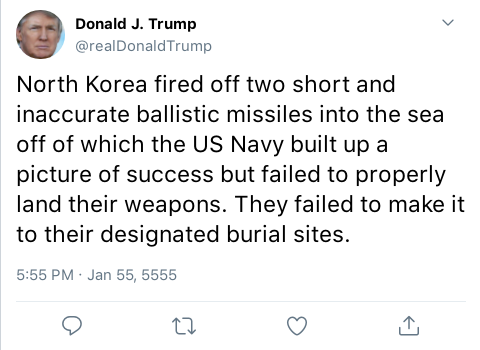 Donald J. Trump
@realDonaldTrump
North Korea fired off two short and
inaccurate ballistic missiles into the sea
off of which the US Navy built up a
picture of success but failed to properly
land their weapons. They failed to make it
to their designated burial sites.
5:55 PM · Jan 55, 5555